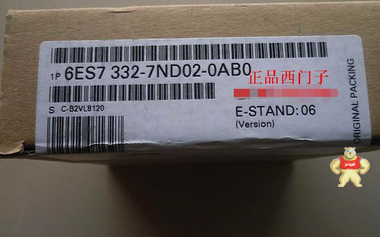 1P 6ES7 332-7ND02-0AB0
正品西门子
S C-B2VL8120
E-STAND: 06
(Version)
ORIGINAL PACKING